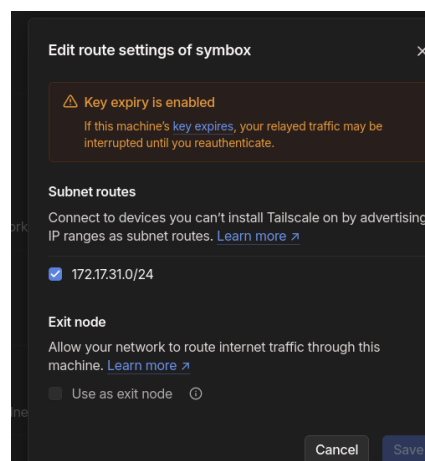 Edit route settings of symbox
Key expiry is enabled
If this machine's key expires, your relayed traffic may be
interrupted until you reauthenticate.
Subnet routes
Connect to devices you can't install Tailscale on by advertising
IP ranges as subnet routes. Learn more ↗
172.17.31.0/24
Exit node
Allow your network to route internet traffic through this
machine. Learn more ↗
Use as exit node
Cancel
Save